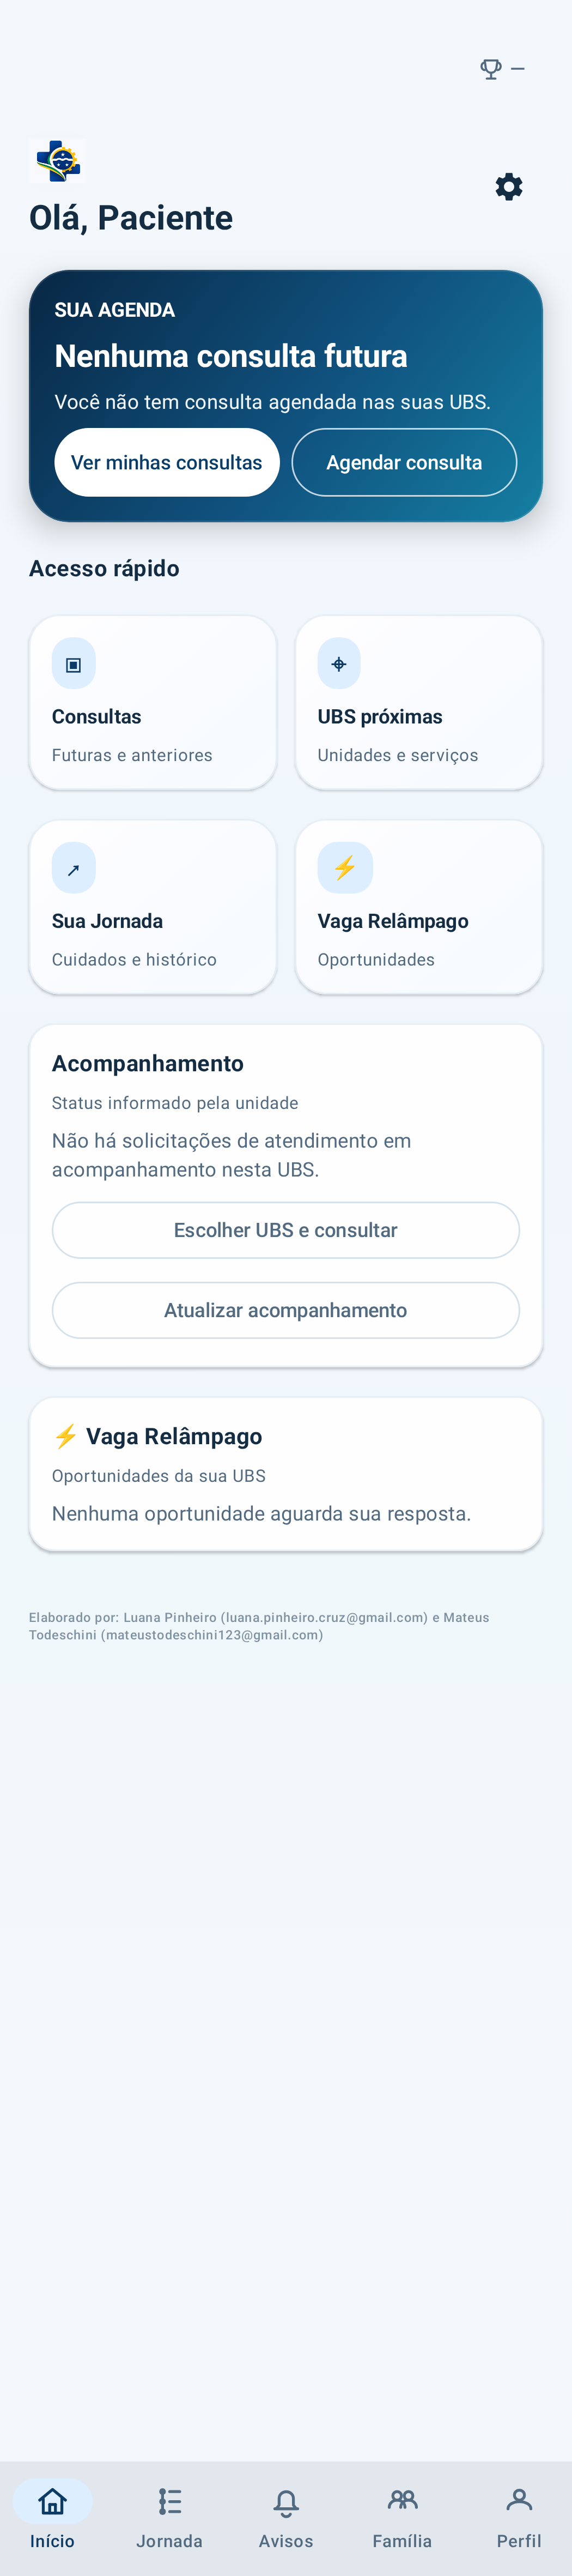 –
Olá, Paciente
SUA AGENDA
Nenhuma consulta futura
Você não tem consulta agendada nas suas UBS.
Ver minhas consultas
Agendar consulta
Acesso rápido
Consultas
Futuras e anteriores
UBS próximas
Unidades e serviços
Sua Jornada
Cuidados e histórico
Vaga Relâmpago
Oportunidades
Acompanhamento
Status informado pela unidade
Não há solicitações de atendimento em
acompanhamento nesta UBS.
Escolher UBS e consultar
Atualizar acompanhamento
⚡ Vaga Relâmpago
Oportunidades da sua UBS
Nenhuma oportunidade aguarda sua resposta.
Elaborado por: Luana Pinheiro (luana.pinheiro.cruz@gmail.com) e Mateus
Todeschini (mateustodeschini123@gmail.com)
Início
Jornada
Avisos
Família
Perfil